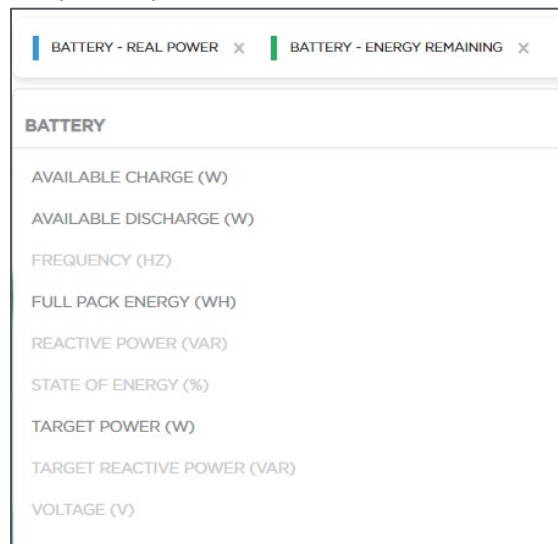 BATTERY - REAL POWER × BATTERY - ENERGY REMAINING ×
BATTERY
AVAILABLE CHARGE (W)
AVAILABLE DISCHARGE (W)
FREQUENCY (HZ)
FULL PACK ENERGY (WH)
REACTIVE POWER (VAR)
STATE OF ENERGY (%)
TARGET POWER (W)
TARGET REACTIVE POWER (VAR)
VOLTAGE (V)